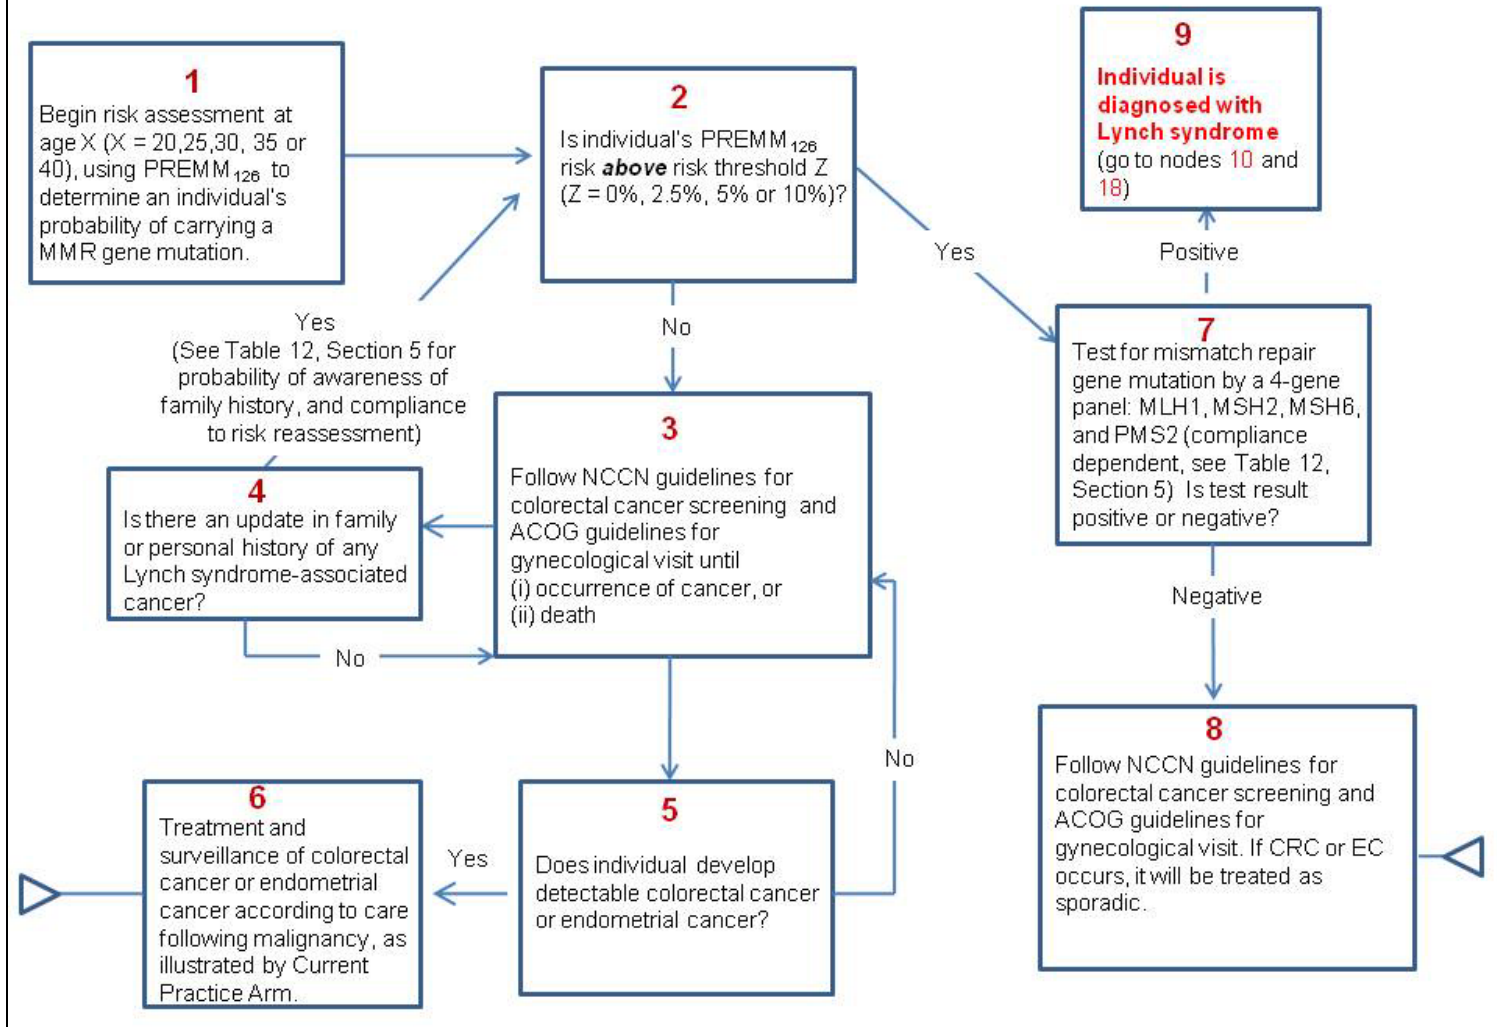 1
Begin risk assessment at
age X (X = 20,25,30, 35 or
40), using PREMM126 to
determine an individual's
probability of carrying a
MMR gene mutation.
2
Is individual's PREMM126
risk above risk threshold Z
(Z = 0%, 2.5%, 5% or 10%)?
9
Individual is
diagnosed with
Lynch syndrome
(go to nodes 10 and
18)
Yes
Positive
No
Yes
(See Table 12, Section 5 for
probability of awareness of
family history, and compliance
to risk reassessment)
7
Test for mismatch repair
gene mutation by a 4-gene
panel: MLH1, MSH2, MSH6,
and PMS2 (compliance
dependent, see Table 12,
Section 5) Is test result
positive or negative?
3
Follow NCCN guidelines for
colorectal cancer screening and
ACOG guidelines for
gynecological visit until
(i) occurrence of cancer, or
(ii) death
4
Is there an update in family
or personal history of any
Lynch syndrome-associated
cancer?
No
Negative
No
6
Treatment and
surveillance of colorectal
cancer or endometrial
cancer according to care
following malignancy, as
illustrated by Current
Practice Arm.
Yes
5
Does individual develop
detectable colorectal cancer
or endometrial cancer?
8
Follow NCCN guidelines for
colorectal cancer screening and
ACOG guidelines for
gynecological visit. If CRC or EC
occurs, it will be treated as
sporadic.